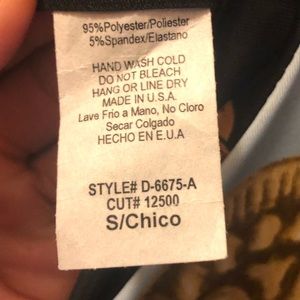 95%Polyester/Poliester
5%Spandex/Elastano
HAND WASH COLD
DO NOT BLEACH
HANG OR LINE DRY
MADE IN U.S.A.
Lave Frio a Mano, No Cloro
Secar Colgado
HECHO EN E.U.A
STYLE# D-6675-A
CUT# 12500
S/Chico